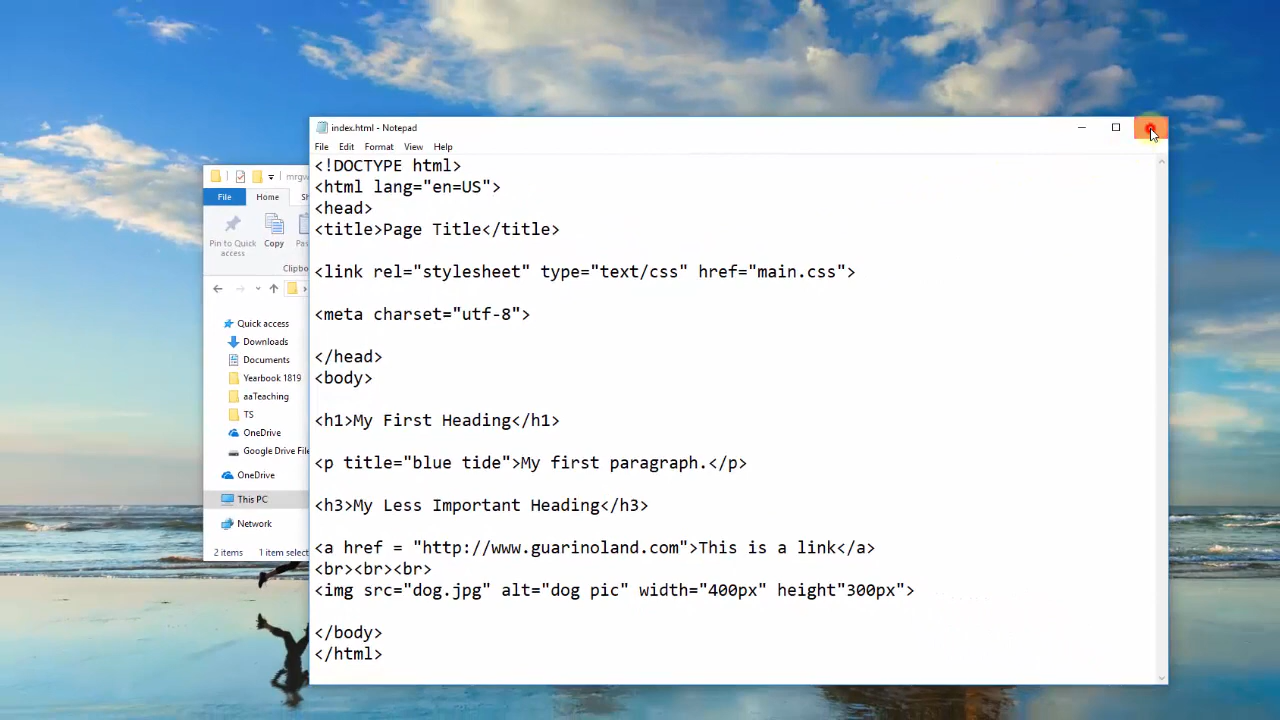 index.html - Notepad
File Edit Format View Help
<!DOCTYPE html>
<html lang="en=US">
<head>
<title>Page Title</title>
<link rel="stylesheet" type="text/css" href="main.css">
<meta charset="utf-8">
</head>
<body>
<h1>My First Heading</h1>
<p title="blue tide">My first paragraph.</p>
<h3>My Less Important Heading</h3>
<a href = "http://www.guarinoland.com">This is a link</a>
<br><br><br>
<img src="dog.jpg" alt="dog pic" width="400px" height"300px">
</body>
</html>
File Home
Pin to Quick access
Copy
Quick access
Downloads
Documents
Yearbook 1819
aaTeaching
TS
OneDrive
Google Drive File
OneDrive
This PC
Network
2 items 1 item select